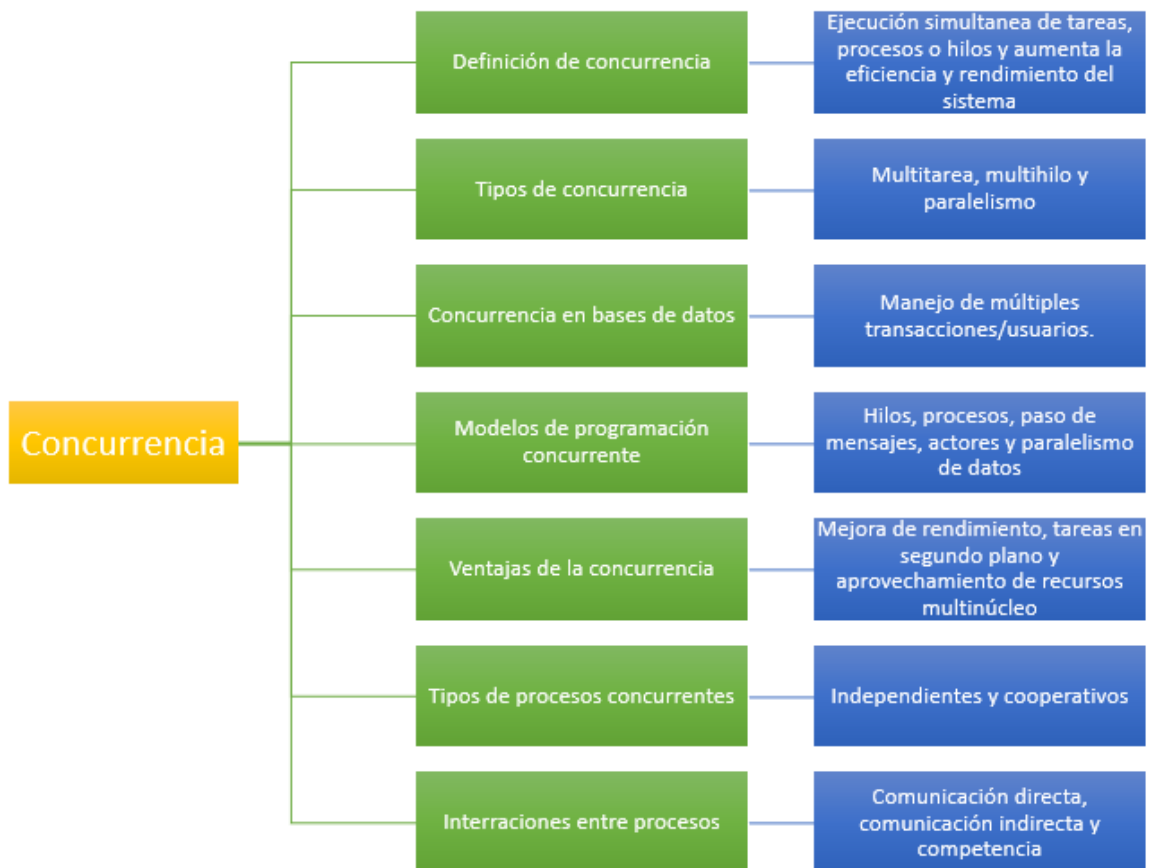 Concurrencia
Definición de concurrencia
Ejecución simultanea de tareas,
procesos o hilos y aumenta la
eficiencia y rendimiento del
sistema
Tipos de concurrencia
Multitarea, multihilo y
paralelismo
Concurrencia en bases de datos
Manejo de múltiples
transacciones/usuarios.
Modelos de programación
concurrente
Hilos, procesos, paso de
mensajes, actores y paralelismo
de datos
Ventajas de la concurrencia
Mejora de rendimiento, tareas en
segundo plano y
aprovechamiento de recursos
multinúcleo
Tipos de procesos concurrentes
Independientes y cooperativos
Interraciones entre procesos
Comunicación directa,
comunicación indirecta y
competencia